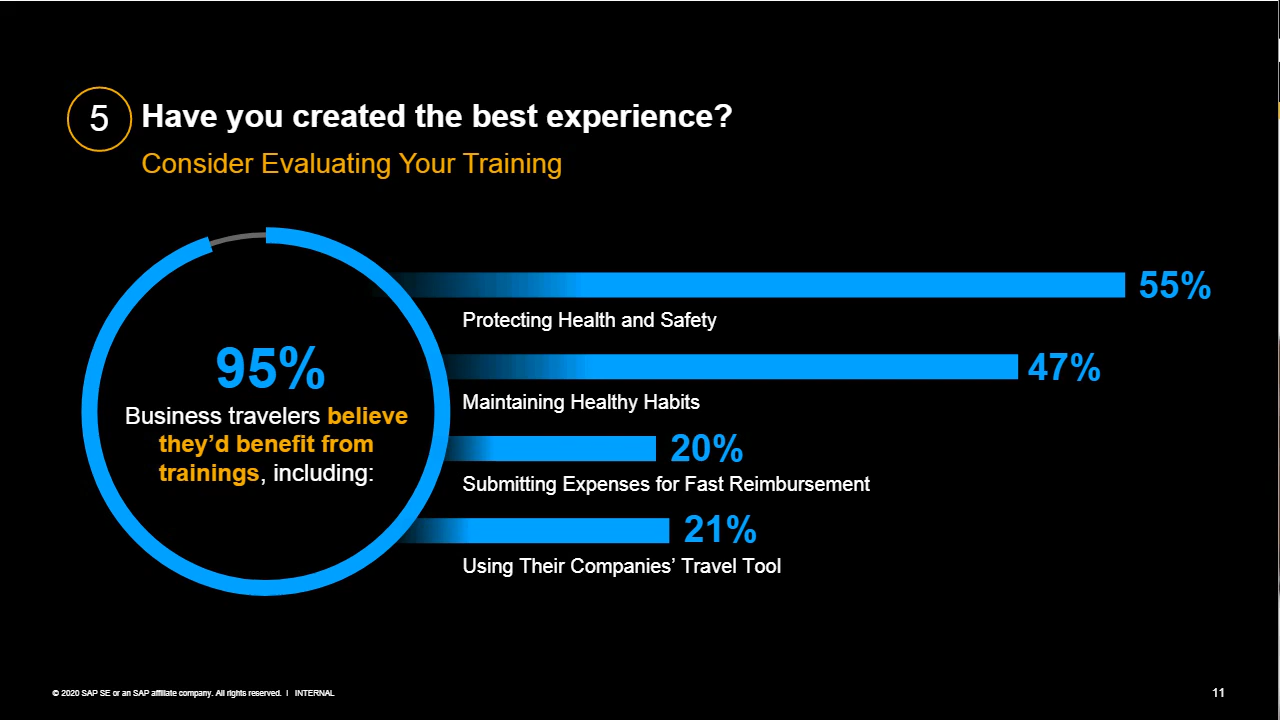 5
Have you created the best experience?
Consider Evaluating Your Training
95%
Business travelers believe
they’d benefit from
trainings, including:
55%
Protecting Health and Safety
47%
Maintaining Healthy Habits
20%
Submitting Expenses for Fast Reimbursement
21%
Using Their Companies’ Travel Tool
© 2020 SAP SE or an SAP affiliate company. All rights reserved. | INTERNAL
11